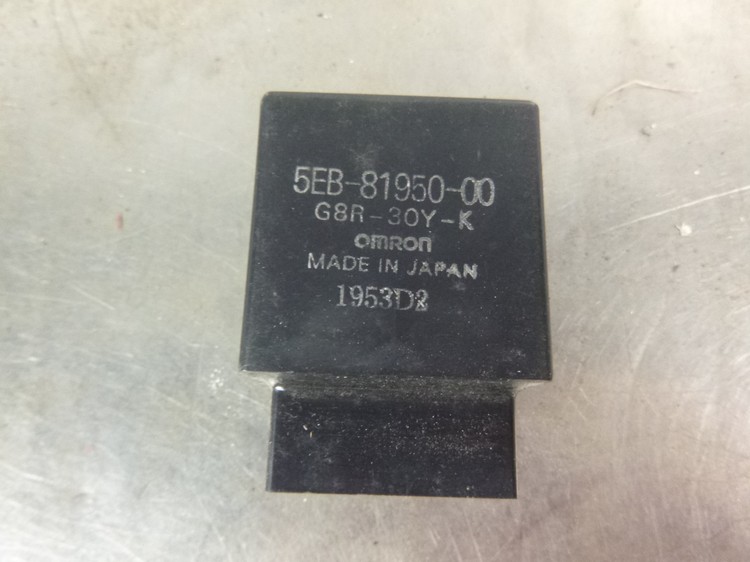 5EB-81950-00
G8R-30Y-K
omron
MADE IN JAPAN
1953D2